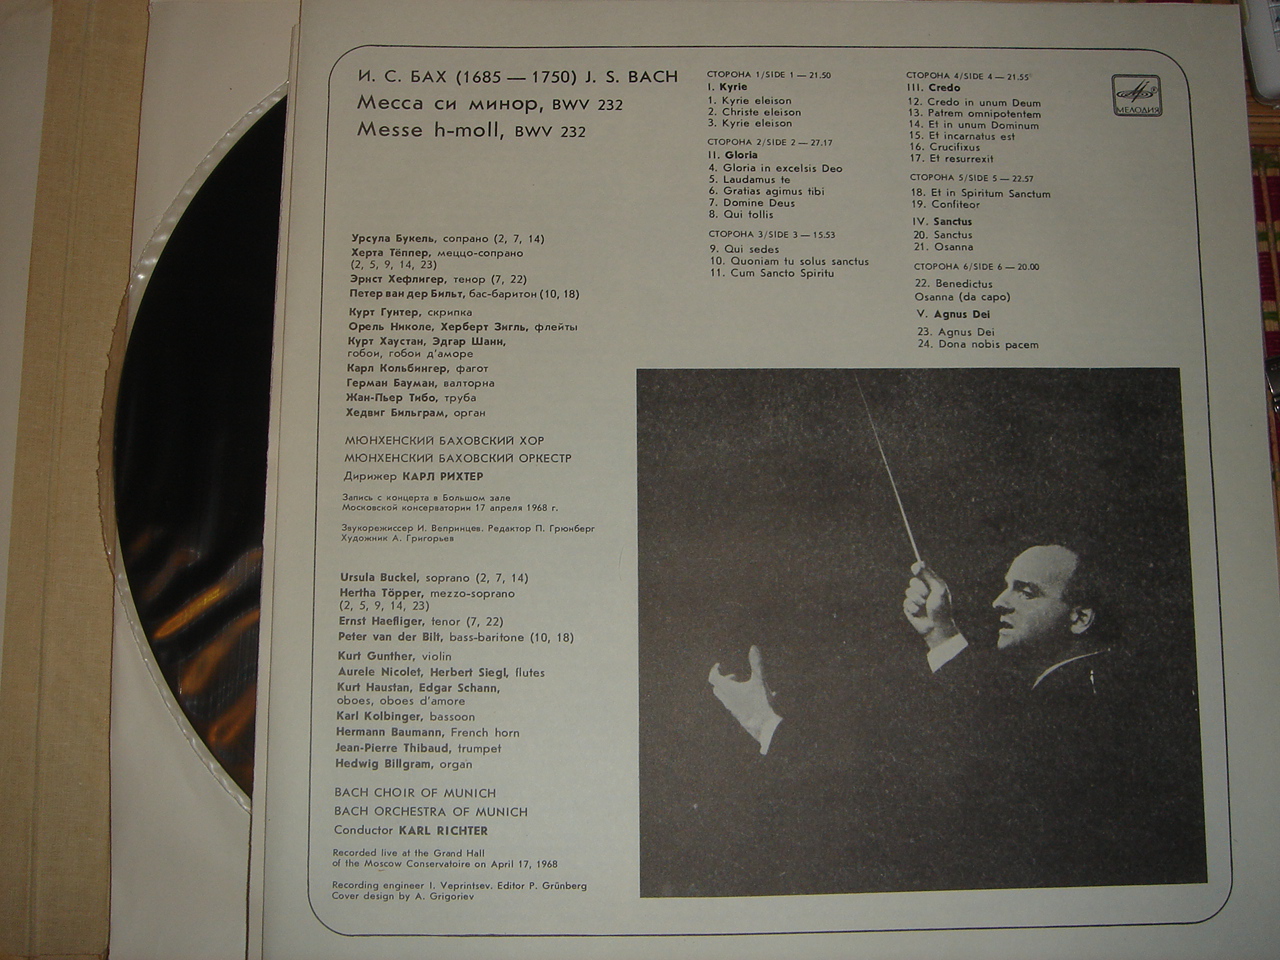 И. С. БАХ (1685 — 1750) J. S. BACH
Месса си минор, BWV 232
Messe h-moll, BWV 232
Урсула Букель, сопрано (2, 7, 14)
Херта Тёппер, меццо-сопрано
(2, 5, 9, 14, 23)
Эрнст Хефлигер, тенор (7, 22)
Петер ван дер Бильт, бас-баритон (10, 18)
Курт Гунтер, скрипка
Орель Николе, Херберт Зигль, флейты
Курт Хаустан, Эдгар Шанн,
гобои, гобои д'аморе
Карл Кольбингер, фагот
Герман Бауман, валторна
Жан-Пьер Тибо, труба
Хедвиг Бильграм, орган
МЮНХЕНСКИЙ БАХОВСКИЙ ХОР
МЮНХЕНСКИЙ БАХОВСКИЙ ОРКЕСТР
Дирижер КАРЛ РИХТЕР
Запись с концерта в Большом зале
Московской консерватории 17 апреля 1968 г.
Звукорежиссер И. Вепринцев. Редактор П. Грюнберг
Художник А. Григорьев
Ursula Buckel, soprano (2, 7, 14)
Hertha Töpper, mezzo-soprano
(2, 5, 9, 14, 23)
Ernst Haefliger, tenor (7, 22)
Peter van der Bilt, bass-baritone (10, 18)
Kurt Gunther, violin
Aurele Nicolet, Herbert Siegl, flutes
Kurt Haustan, Edgar Schann,
oboes, oboes d'amore
Karl Kolbinger, bassoon
Hermann Baumann, French horn
Jean-Pierre Thibaud, trumpet
Hedwig Billgram, organ
BACH CHOIR OF MUNICH
BACH ORCHESTRA OF MUNICH
Conductor KARL RICHTER
Recorded live at the Grand Hall
of the Moscow Conservatoire on April 17, 1968
Recording engineer I. Veprintsev. Editor P. Grünberg
Cover design by A. Grigoriev
СТОРОНА 1/SIDE 1 — 21.50
I. Kyrie
1. Kyrie eleison
2. Christe eleison
3. Kyrie eleison
СТОРОНА 2/SIDE 2 — 27.17
II. Gloria
4. Gloria in excelsis Deo
5. Laudamus te
6. Gratias agimus tibi
7. Domine Deus
8. Qui tollis
СТОРОНА 3/SIDE 3 — 15.53
9. Qui sedes
10. Quoniam tu solus sanctus
11. Cum Sancto Spiritu
СТОРОНА 4/SIDE 4 — 21.55
III. Credo
12. Credo in unum Deum
13. Patrem omnipotentem
14. Et in unum Dominum
15. Et incarnatus est
16. Crucifixus
17. Et resurrexit
СТОРОНА 5/SIDE 5 — 22.57
18. Et in Spiritum Sanctum
19. Confiteor
IV. Sanctus
20. Sanctus
21. Osanna
СТОРОНА 6/SIDE 6 — 20.00
22. Benedictus
Osanna (da capo)
V. Agnus Dei
23. Agnus Dei
24. Dona nobis pacem
МЕЛОДИЯ